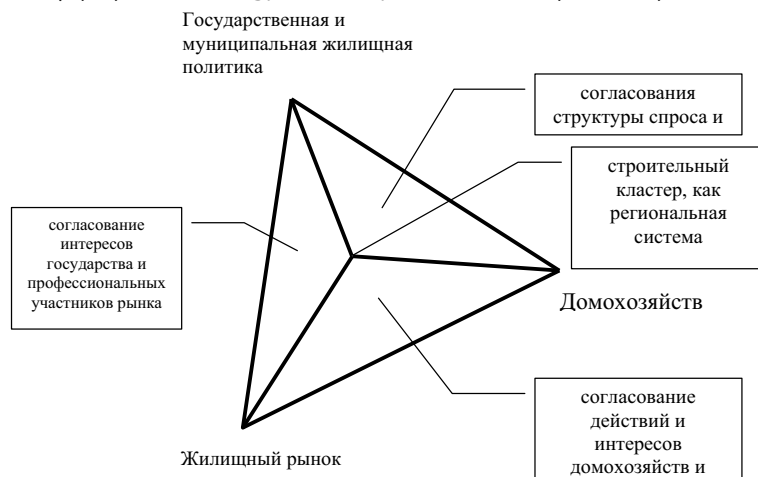 Государственная и
муниципальная жилищная
политика
согласования
структуры спроса и
строительный
кластер, как
региональная
система
согласование
интересов
государства и
профессиональных
участников рынка
Домохозяйств
согласование
действий и
интересов
домохозяйств и
Жилищный рынок